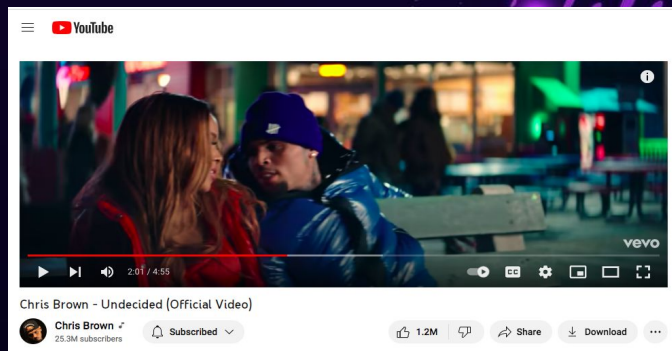 YouTube
vevo
2:01 / 4:55
CC
Chris Brown - Undecided (Official Video)
Chris Brown
25.3M subscribers
Subscribed
1.2M
Share
Download